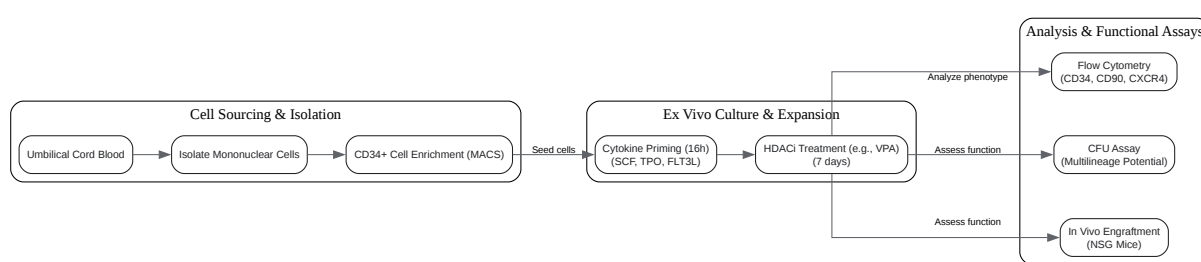 Cell Sourcing & Isolation
Umbilical Cord Blood
Isolate Mononuclear Cells
CD34+ Cell Enrichment (MACS)
Seed cells
Ex Vivo Culture & Expansion
Cytokine Priming (16h)
(SCF, TPO, FLT3L)
HDACi Treatment (e.g., VPA)
(7 days)
Analyze phenotype
Assess function
Assess function
Analysis & Functional Assays
Flow Cytometry
(CD34, CD90, CXCR4)
CFU Assay
(Multilineage Potential)
In Vivo Engraftment
(NSG Mice)